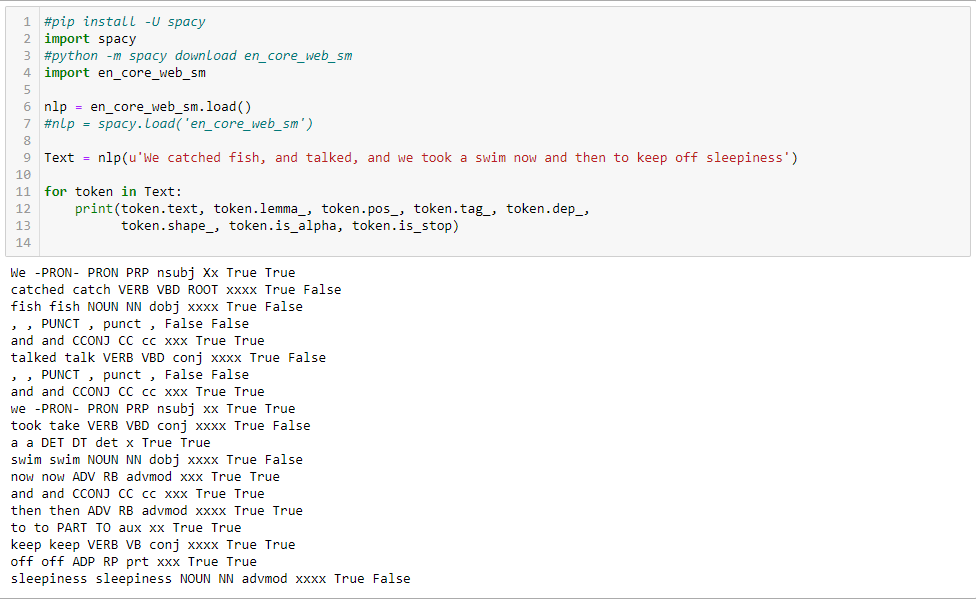 1 #pip install -U spacy
2 import spacy
3 #python -m spacy download en_core_web_sm
4 import en_core_web_sm
5
6 nlp = en_core_web_sm.load()
7 #nlp = spacy.load('en_core_web_sm')
8
9 Text = nlp(u'We catched fish, and talked, and we took a swim now and then to keep off sleepiness')
10
11 for token in Text:
12     print(token.text, token.lemma_, token.pos_, token.tag_, token.dep_,
13           token.shape_, token.is_alpha, token.is_stop)
14
We -PRON- PRON PRP nsubj Xx True True
catched catch VERB VBD ROOT xxxx True False
fish fish NOUN NN dobj xxxx True False
, , PUNCT , punct , False False
and and CCONJ CC cc xxx True True
talked talk VERB VBD conj xxxx True False
, , PUNCT , punct , False False
and and CCONJ CC cc xxx True True
we -PRON- PRON PRP nsubj xx True True
took take VERB VBD conj xxxx True False
a a DET DT det x True True
swim swim NOUN NN dobj xxxx True False
now now ADV RB advmod xxx True True
and and CCONJ CC cc xxx True True
then then ADV RB advmod xxxx True True
to to PART TO aux xx True True
keep keep VERB VB conj xxxx True True
off off ADP RP prt xxx True True
sleepiness sleepiness NOUN NN advmod xxxx True False